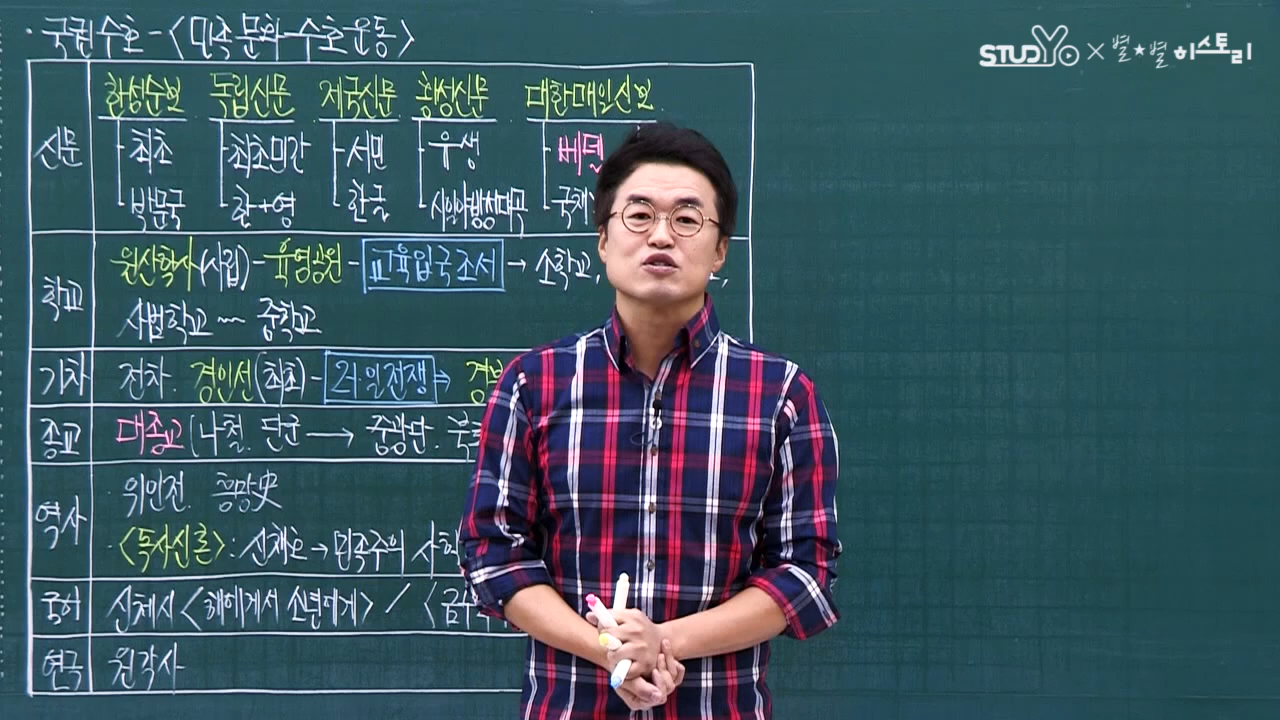 · 국권수호 - <민족문화수호운동>
STUDYo × 별★별 히스토리
신문
한성순보 독립신문 제국신문 황성신문 대한매일신보
최초 최초민간 서민 유생 베델
박문국 한+영 한글 시일야방성대곡 국채
학교
원산학사(사립) - 육영공원 - 교육입국조서 → 소학교,
사범학교 ~ 중학교
기차
전차. 경인선(최초) - 러·일전쟁 ⇒ 경부
종교
대종교(나철. 단군 → 중광단. 북
역사
위인전. 흥망史
<독사신론> : 신채호 → 민족주의 사학
국어
신체시 <해에게서 소년에게> / <금수
연극
원각사